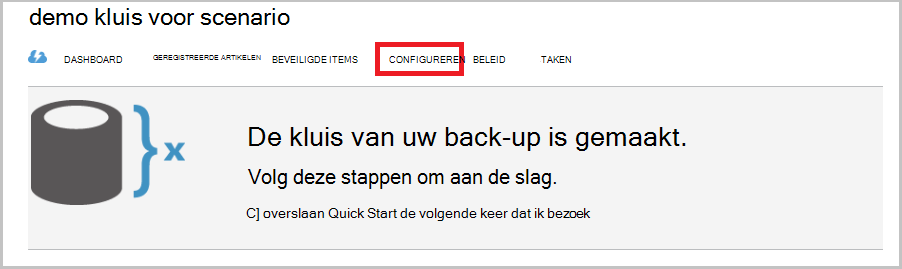 demo kluis voor scenario
DASHBOARD GEREGISTREERDE ARTIKELEN BEVEILIGDE ITEMS CONFIGUREREN BELEID TAKEN
} x
De kluis van uw back-up is gemaakt.
Volg deze stappen om aan de slag.
C] overslaan Quick Start de volgende keer dat ik bezoek